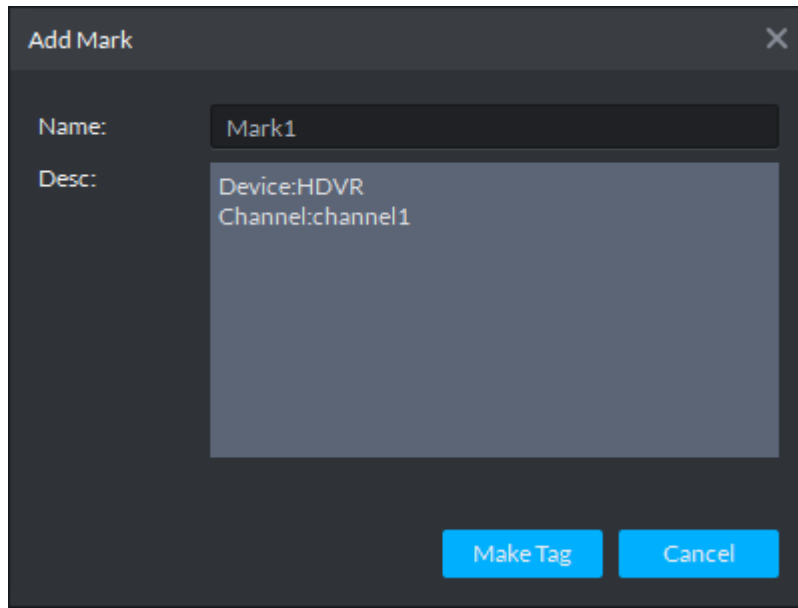 Add Mark
Name:
Mark1
Desc:
Device:HDVR
Channel:channel1
Make Tag
Cancel